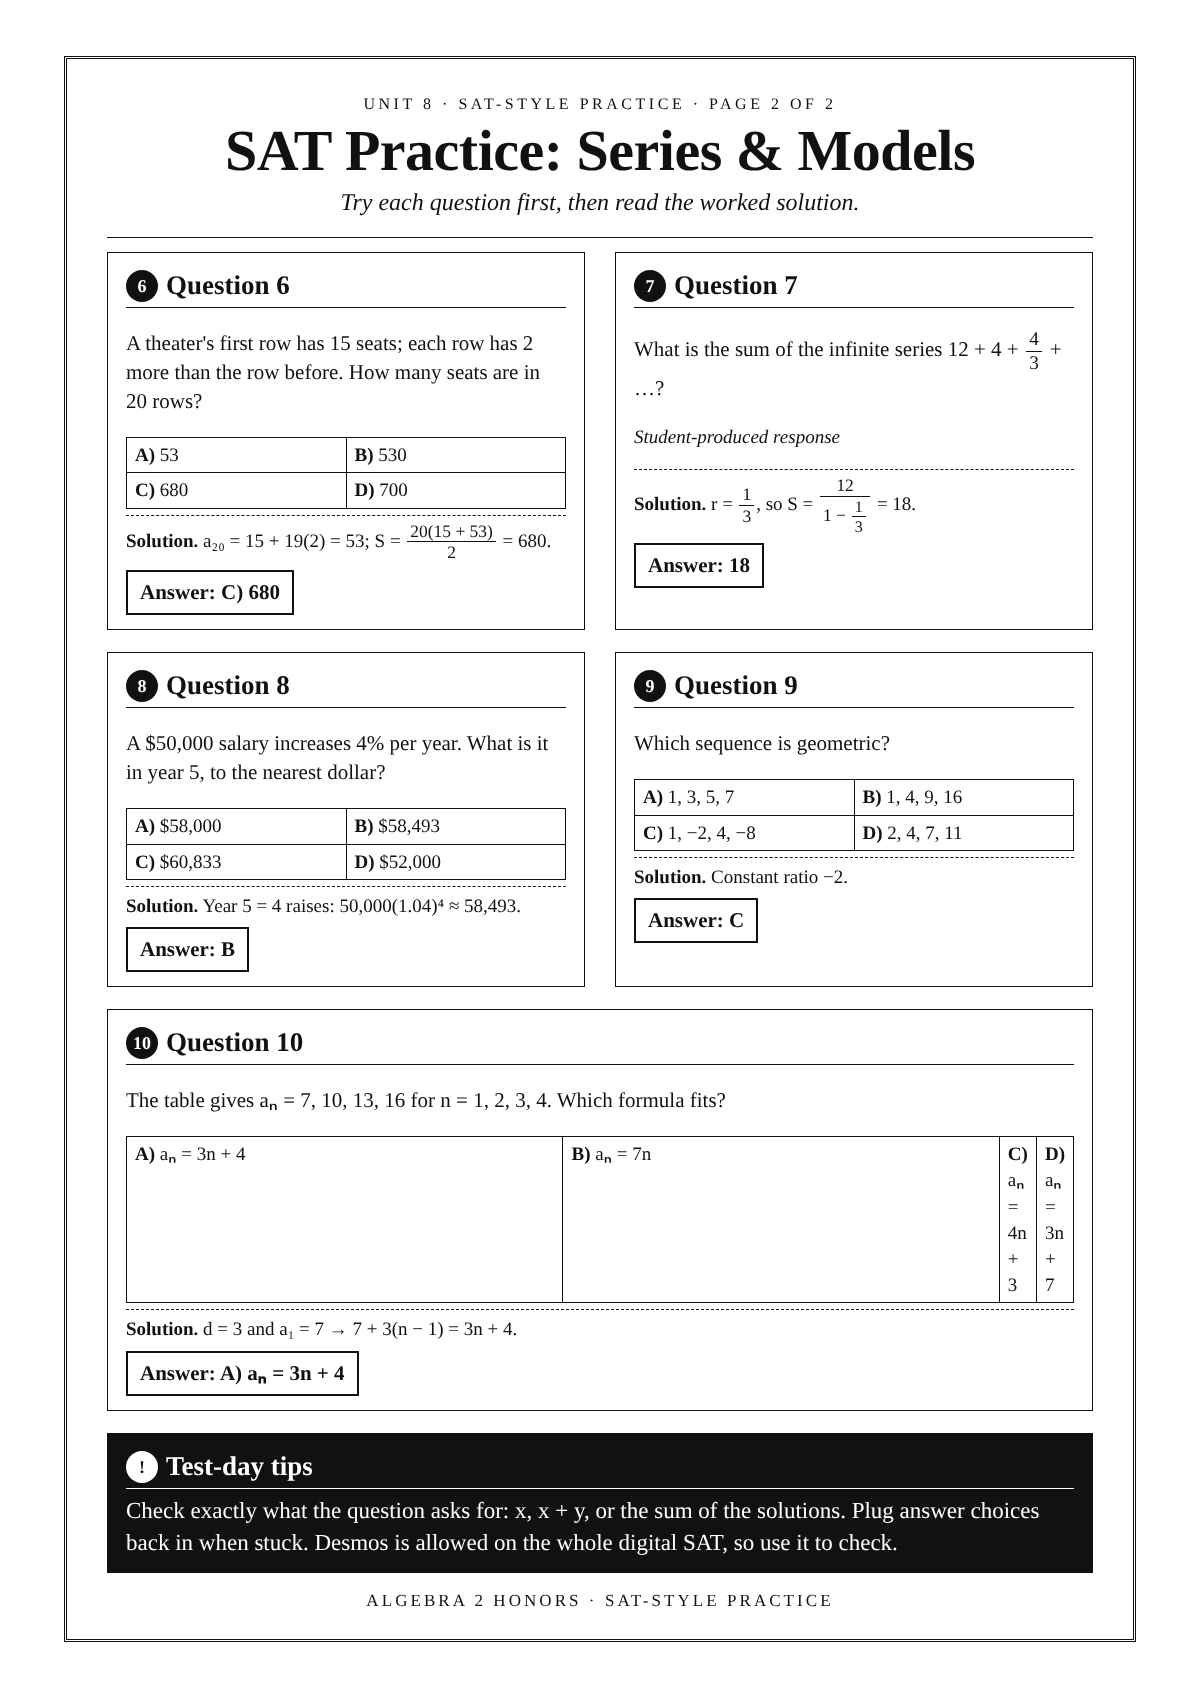 UNIT 8 · SAT-STYLE PRACTICE · PAGE 2 OF 2
SAT Practice: Series & Models
Try each question first, then read the worked solution.
6 Question 6
A theater's first row has 15 seats; each row has 2
more than the row before. How many seats are in
20 rows?
A) 53 B) 530
C) 680 D) 700
Solution. a₂₀ = 15 + 19(2) = 53; S = 20(15 + 53)/2 = 680.
Answer: C) 680
7 Question 7
What is the sum of the infinite series 12 + 4 + 4/3 +
…?
Student-produced response
Solution. r = 1/3, so S = 12/(1 − 1/3) = 18.
Answer: 18
8 Question 8
A $50,000 salary increases 4% per year. What is it
in year 5, to the nearest dollar?
A) $58,000 B) $58,493
C) $60,833 D) $52,000
Solution. Year 5 = 4 raises: 50,000(1.04)⁴ ≈ 58,493.
Answer: B
9 Question 9
Which sequence is geometric?
A) 1, 3, 5, 7 B) 1, 4, 9, 16
C) 1, −2, 4, −8 D) 2, 4, 7, 11
Solution. Constant ratio −2.
Answer: C
10 Question 10
The table gives aₙ = 7, 10, 13, 16 for n = 1, 2, 3, 4. Which formula fits?
A) aₙ = 3n + 4 B) aₙ = 7n C) aₙ = 4n + 3 D) aₙ = 3n + 7
Solution. d = 3 and a₁ = 7 → 7 + 3(n − 1) = 3n + 4.
Answer: A) aₙ = 3n + 4
! Test-day tips
Check exactly what the question asks for: x, x + y, or the sum of the solutions. Plug answer choices
back in when stuck. Desmos is allowed on the whole digital SAT, so use it to check.
ALGEBRA 2 HONORS · SAT-STYLE PRACTICE